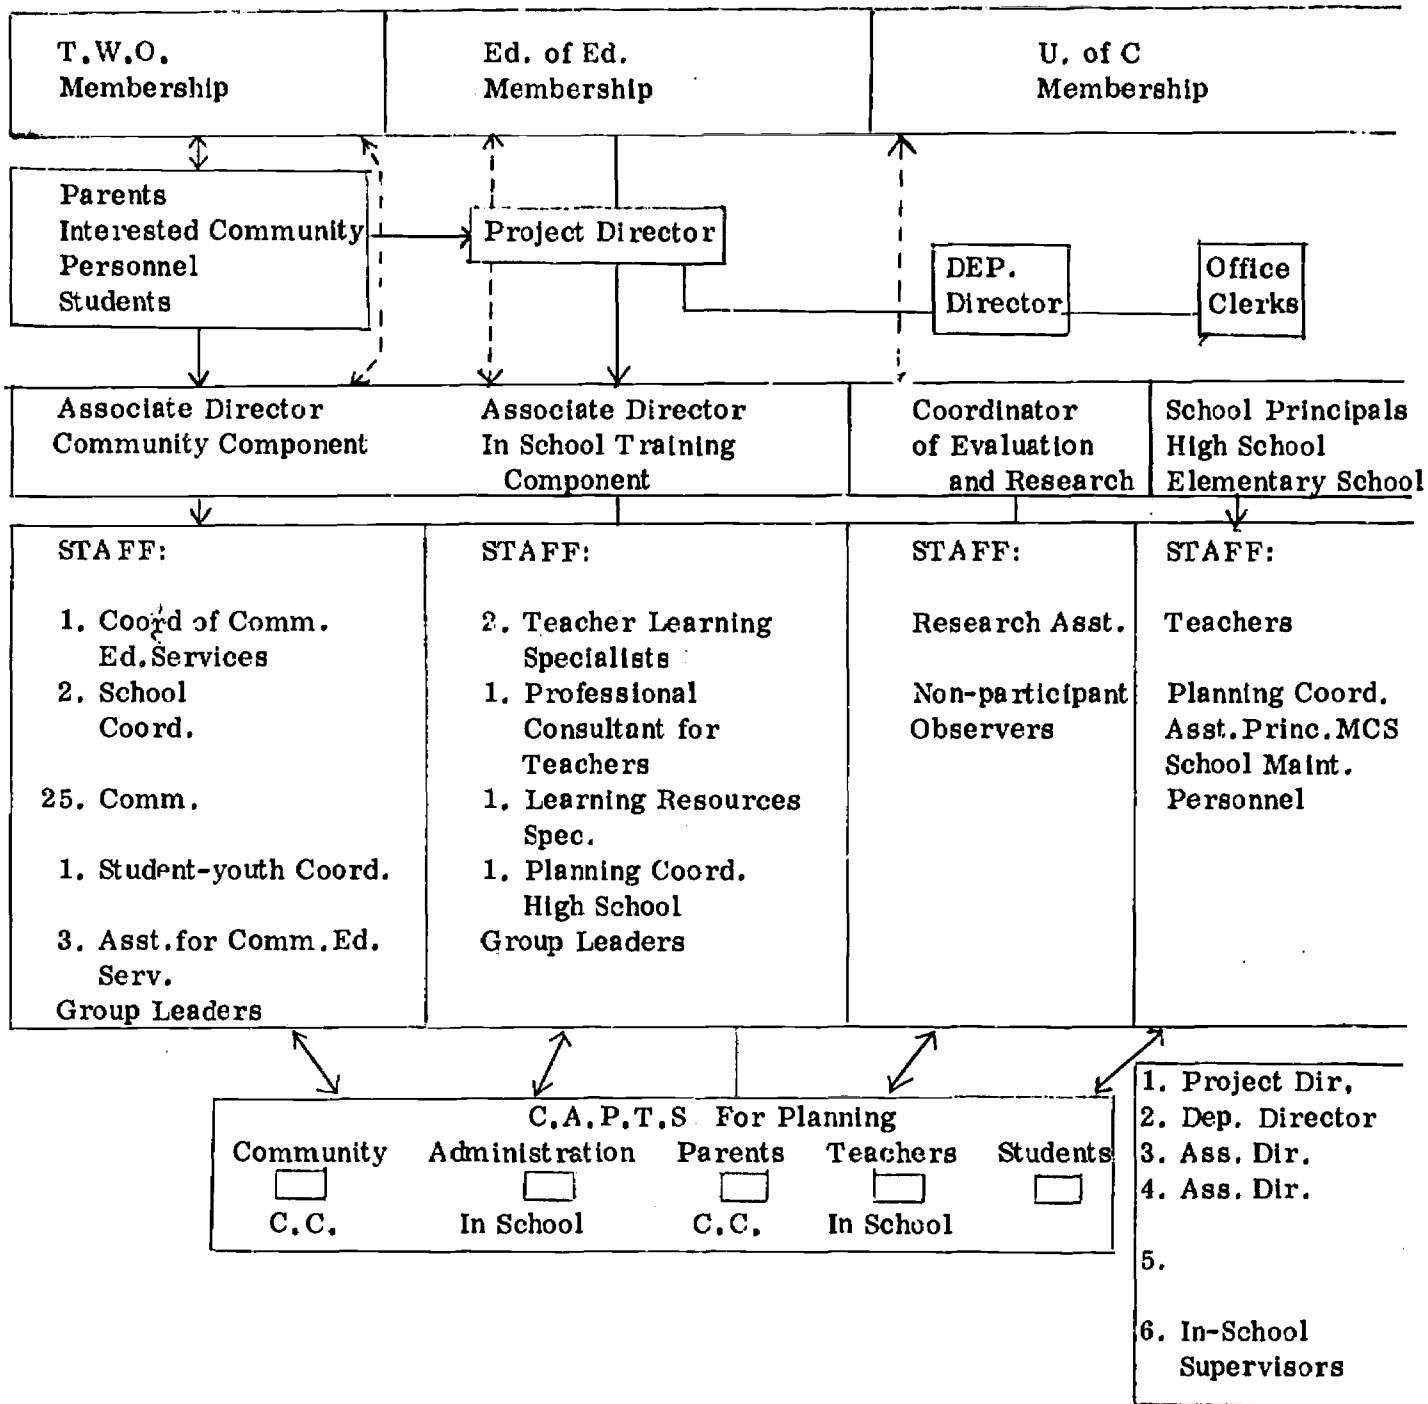 T.W.O.
Membership
Ed. of Ed.
Membership
U. of C
Membership
Parents
Interested Community
Personnel
Students
Project Director
DEP.
Director
Office
Clerks
Associate Director
Community Component
Associate Director
In School Training
Component
Coordinator
of Evaluation
and Research
School Principals
High School
Elementary School
STAFF:
1. Coord of Comm.
Ed.Services
2. School
Coord.
25. Comm.
1. Student-youth Coord.
3. Asst.for Comm.Ed.
Serv.
Group Leaders
STAFF:
2. Teacher Learning
Specialists
1. Professional
Consultant for
Teachers
1. Learning Resources
Spec.
1. Planning Coord.
High School
Group Leaders
STAFF:
Research Asst.
Non-participant
Observers
STAFF:
Teachers
Planning Coord.
Asst.Princ.MCS
School Maint.
Personnel
C.A.P.T.S For Planning
Community Administration Parents Teachers Students
C.C. In School C.C. In School
1. Project Dir,
2. Dep. Director
3. Ass. Dir.
4. Ass. Dir.
5.
6. In-School
Supervisors